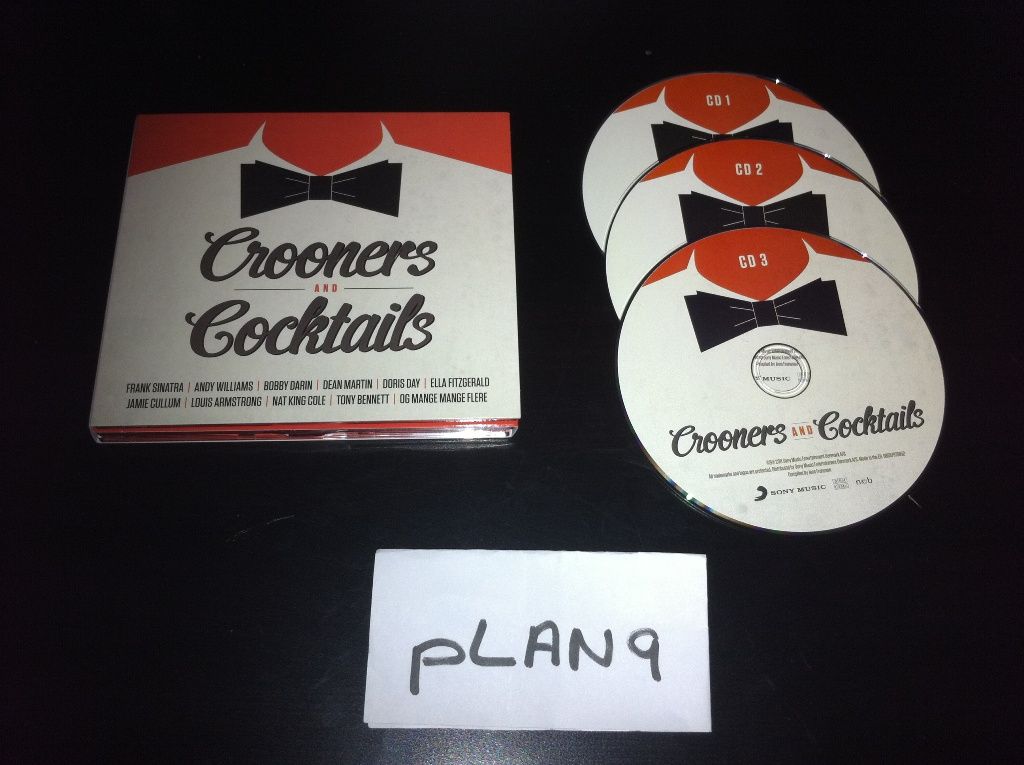 Crooners
AND
Cocktails
FRANK SINATRA | ANDY WILLIAMS | BOBBY DARIN | DEAN MARTIN | DORIS DAY | ELLA FITZGERALD
JAMIE CULLUM | LOUIS ARMSTRONG | NAT KING COLE | TONY BENNETT | OG MANGE MANGE FLERE
CD 1
CD 2
CD 3
MUSIC
Crooners AND Cocktails
SONY MUSIC ncb
pLANq